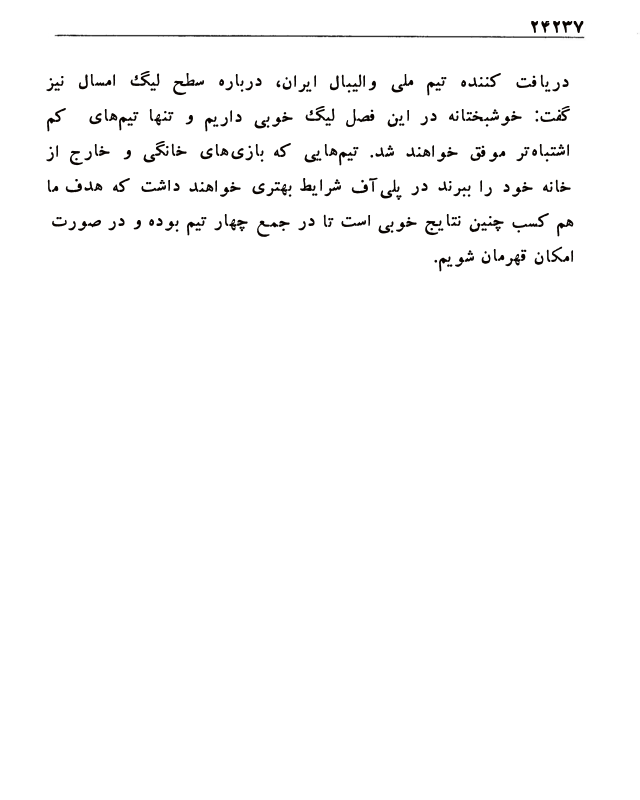 ۲۴۲۳۷
دریافت کننده تیم ملی والیبال ایران، درباره سطح لیگ امسال نیز
گفت: خوشبختانه در این فصل لیگ خوبی داریم و تنها تیم‌های کم
اشتباه‌تر موفق خواهند شد. تیم‌هایی که بازی‌های خانگی و خارج از
خانه خود را ببرند در پلی‌آف شرایط بهتری خواهند داشت که هدف ما
هم کسب چنین نتایج خوبی است تا در جمع چهار تیم بوده و در صورت
امکان قهرمان شویم.